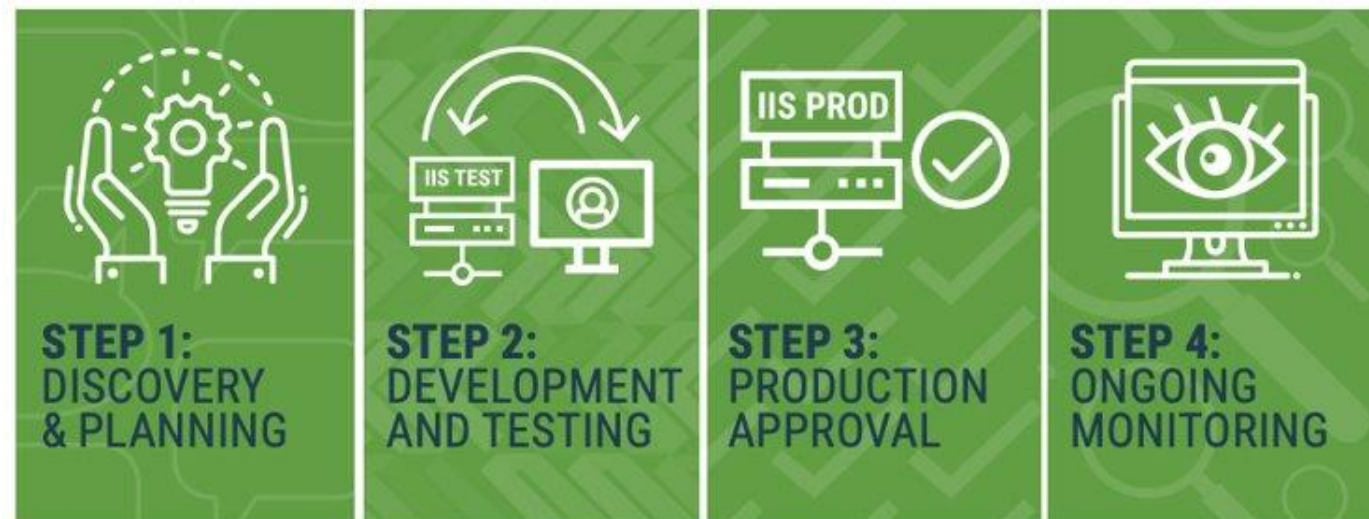 STEP 1:
DISCOVERY
& PLANNING
IIS TEST
STEP 2:
DEVELOPMENT
AND TESTING
IIS PROD
STEP 3:
PRODUCTION
APPROVAL
STEP 4:
ONGOING
MONITORING